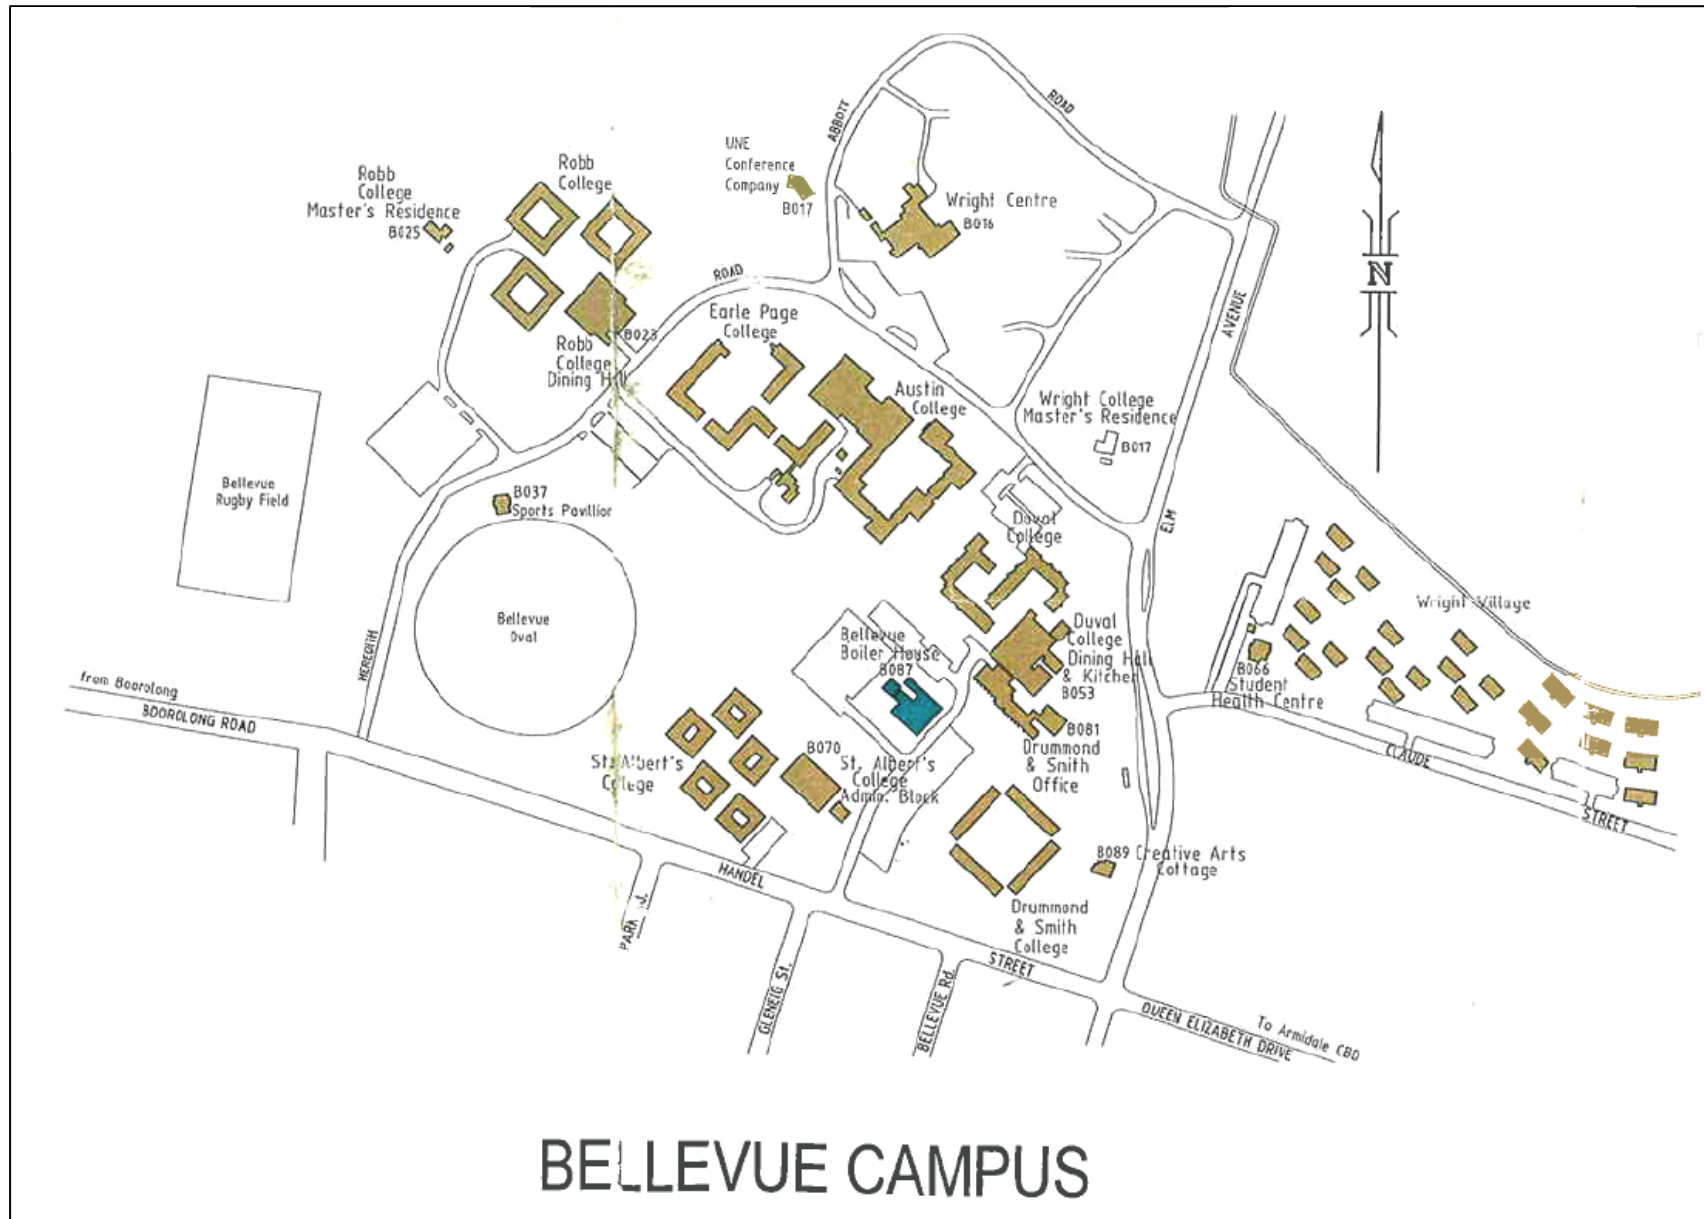 ROAD
ABBOTT
UNE
Conference
Company
B017
Robb
College
Robb
College
Master's Residence
B025
Wright Centre
B016
ROAD
AVENUE
N
Earle Page
College
B023
Robb
College
Dining Hall
Austin
College
Wright College
Master's Residence
B017
Bellevue
Rugby Field
B037
Sports Pavillior
ELM
Duval
College
Wright Village
Bellevue
Oval
Bellevue
Boiler House
B087
Duval
College
Dining Hall
& Kitchen
B053
MEREDITH
B066
Student
Health Centre
from Boorolong
BOOROLONG ROAD
B081
Drummond
& Smith
Office
St. Albert's
College
B070
St. Albert's
College
Admin. Block
CLAUDE
STREET
B089 Creative Arts
Cottage
HANDEL
PARK Rd.
Drummond
& Smith
College
STREET
GLENEIG St.
BELLEVUE Rd.
QUEEN ELIZABETH DRIVE
To Armidale CBD
BELLEVUE CAMPUS